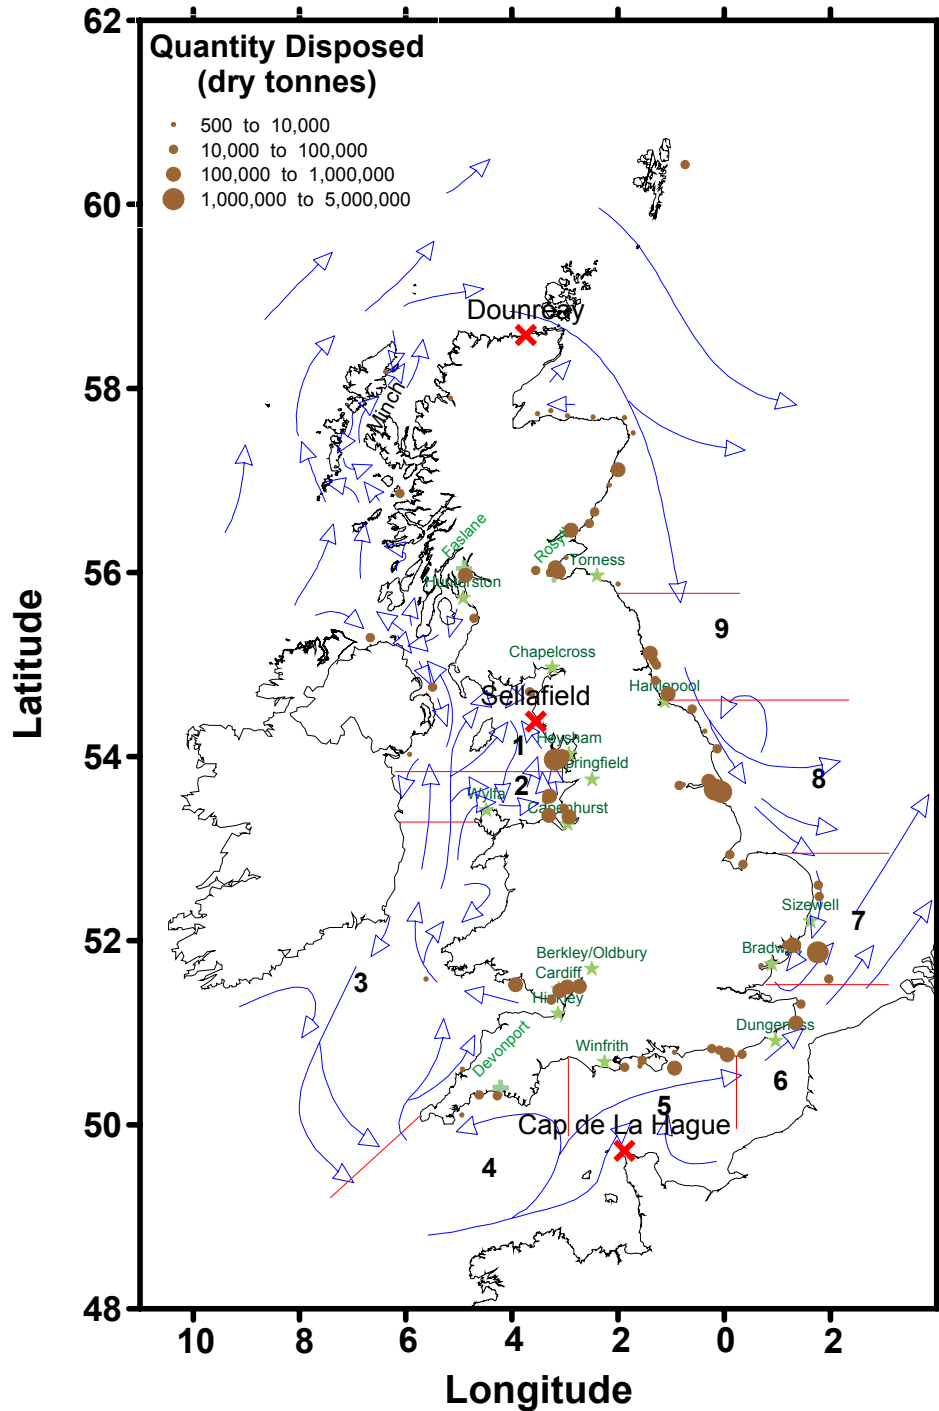 62
60
58
56
54
52
50
48
Latitude
Quantity Disposed
(dry tonnes)
500 to 10,000
10,000 to 100,000
100,000 to 1,000,000
1,000,000 to 5,000,000
Dounreay
Minch
Faslane
Hunterston
Rosyth
Torness
9
Chapelcross
Sellafield
Hartlepool
1
Heysham
2
Springfield
8
Wylfa
Capenhurst
Sizewell
7
Berkley/Oldbury
Bradwell
3
Cardiff
Hinkley
Devonport
Winfrith
Dungeness
6
5
Cap de La Hague
4
10 8 6 4 2 0 2
Longitude